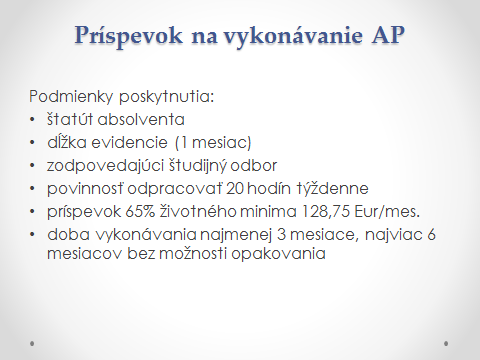 Príspevok na vykonávanie AP
Podmienky poskytnutia:
• štatút absolventa
• dĺžka evidencie (1 mesiac)
• zodpovedajúci študijný odbor
• povinnosť odpracovať 20 hodín týždenne
• príspevok 65% životného minima 128,75 Eur/mes.
• doba vykonávania najmenej 3 mesiace, najviac 6
mesiacov bez možnosti opakovania